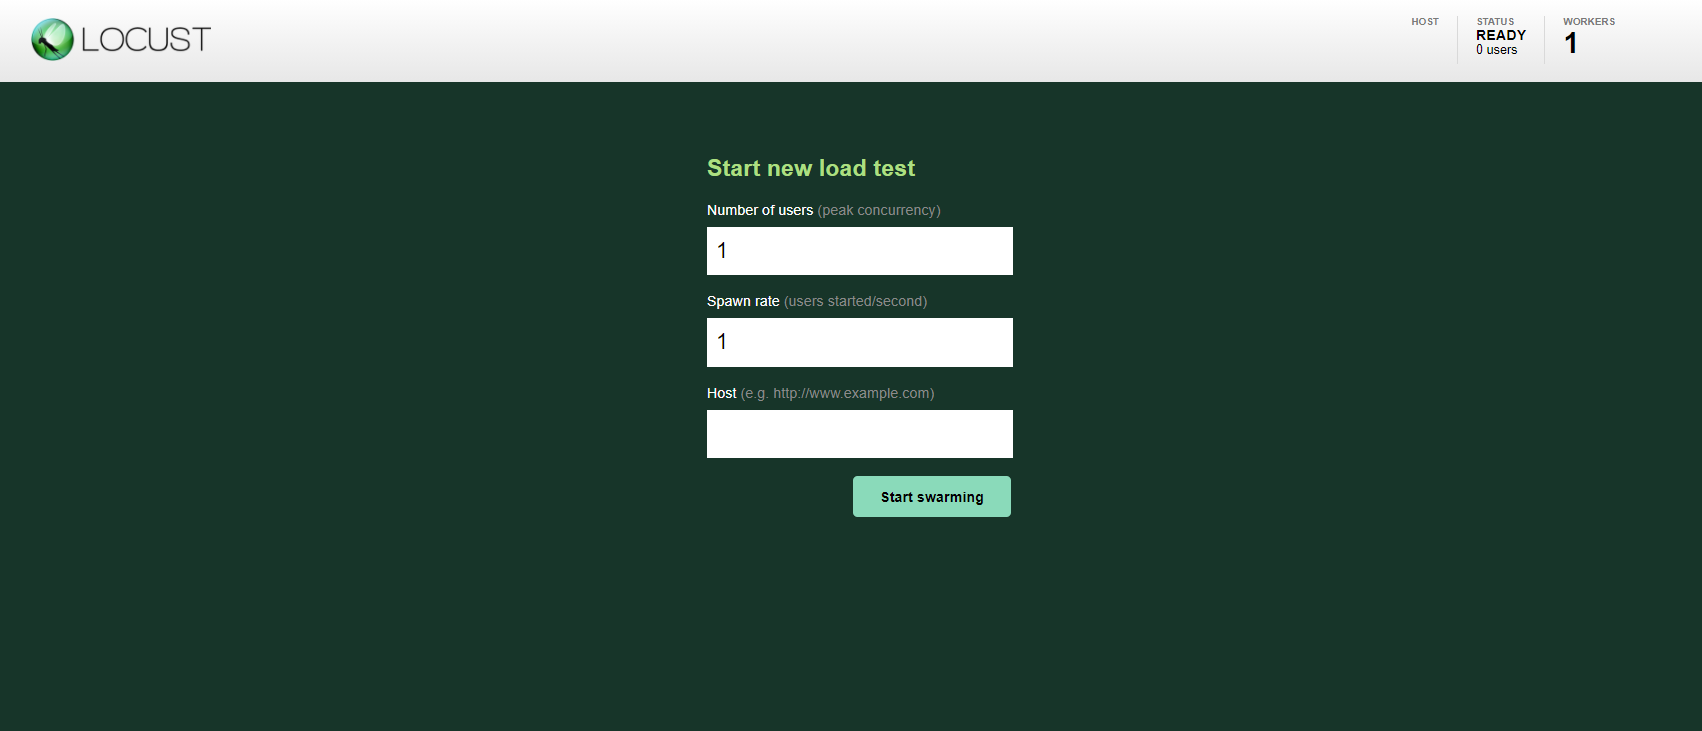 LOCUST
HOST
STATUS
READY
0 users
WORKERS
1
Start new load test
Number of users (peak concurrency)
1
Spawn rate (users started/second)
1
Host (e.g. http://www.example.com)
Start swarming